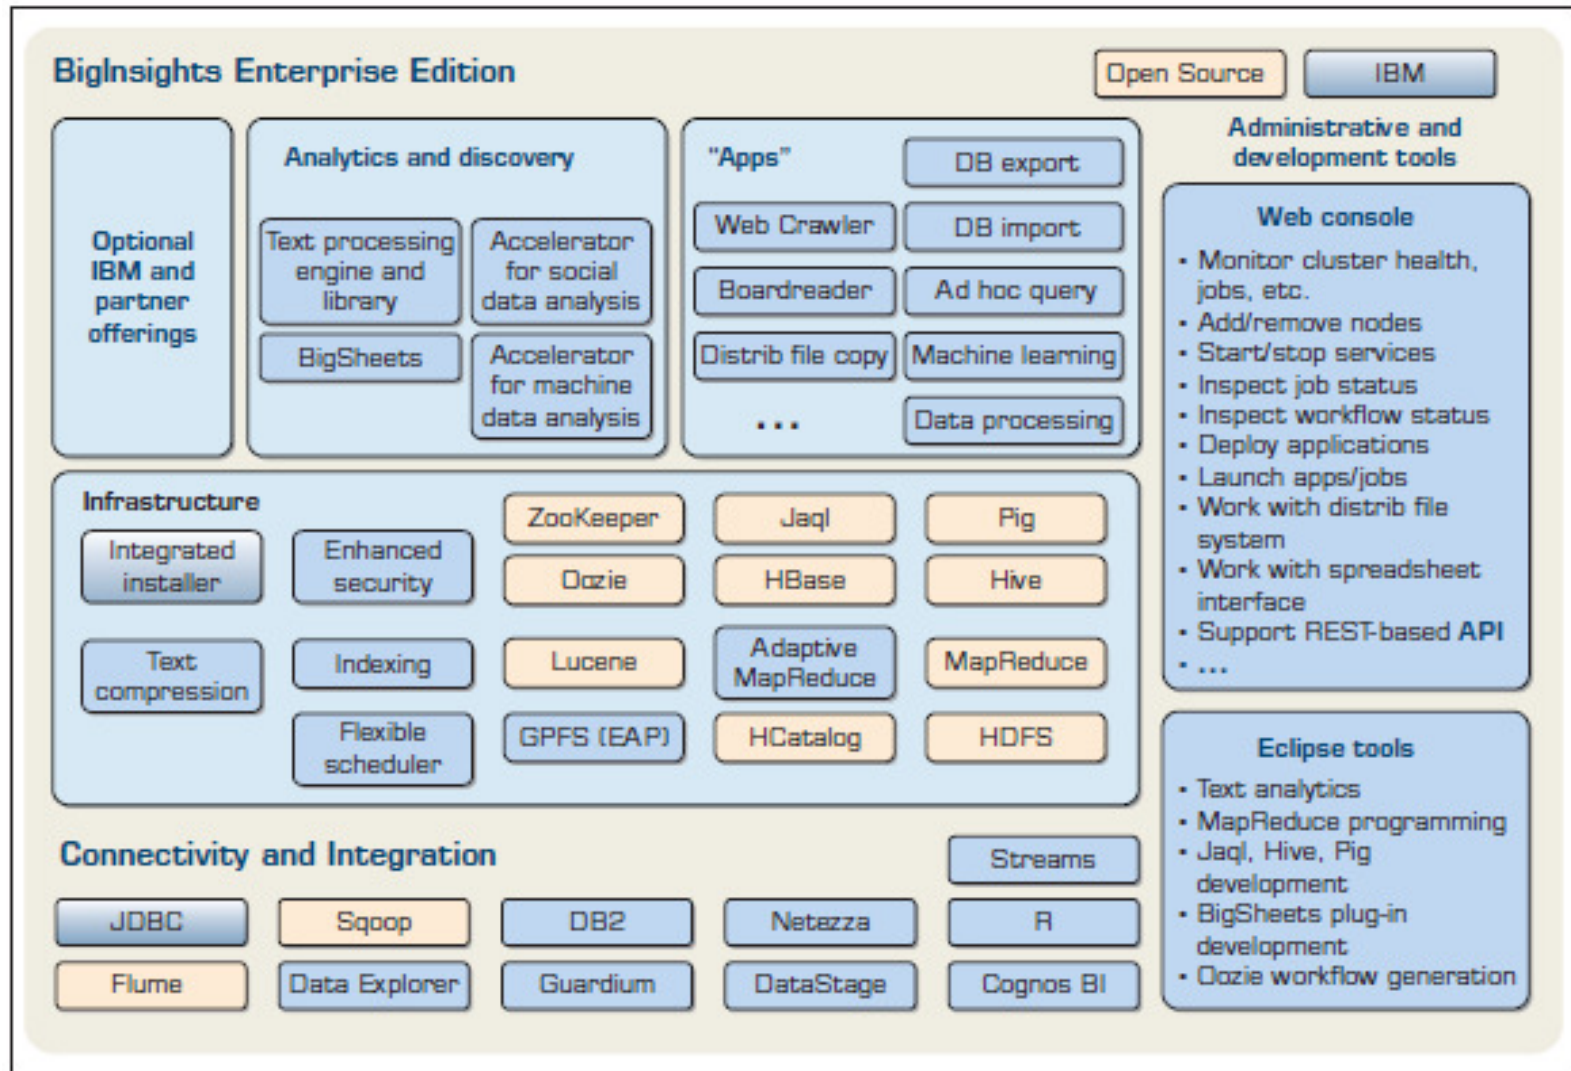 BigInsights Enterprise Edition
Open Source
IBM
Optional
IBM and
partner
offerings
Analytics and discovery
Text processing
engine and
library
Accelerator
for social
data analysis
BigSheets
Accelerator
for machine
data analysis
"Apps"
DB export
Web Crawler
DB import
Boardreader
Ad hoc query
Distrib file copy
Machine learning
...
Data processing
Administrative and
development tools
Web console
• Monitor cluster health,
jobs, etc.
• Add/remove nodes
• Start/stop services
• Inspect job status
• Inspect workflow status
• Deploy applications
• Launch apps/jobs
• Work with distrib file
system
• Work with spreadsheet
interface
• Support REST-based API
• ...
Infrastructure
Integrated
installer
Enhanced
security
ZooKeeper
Jaql
Pig
Oozie
HBase
Hive
Text
compression
Indexing
Lucene
Adaptive
MapReduce
MapReduce
Flexible
scheduler
GPFS (EAP)
HCatalog
HDFS
Eclipse tools
• Text analytics
• MapReduce programming
• Jaql, Hive, Pig
development
• BigSheets plug-in
development
• Oozie workflow generation
Connectivity and Integration
Streams
JDBC
Sqoop
DB2
Netezza
R
Flume
Data Explorer
Guardium
DataStage
Cognos BI